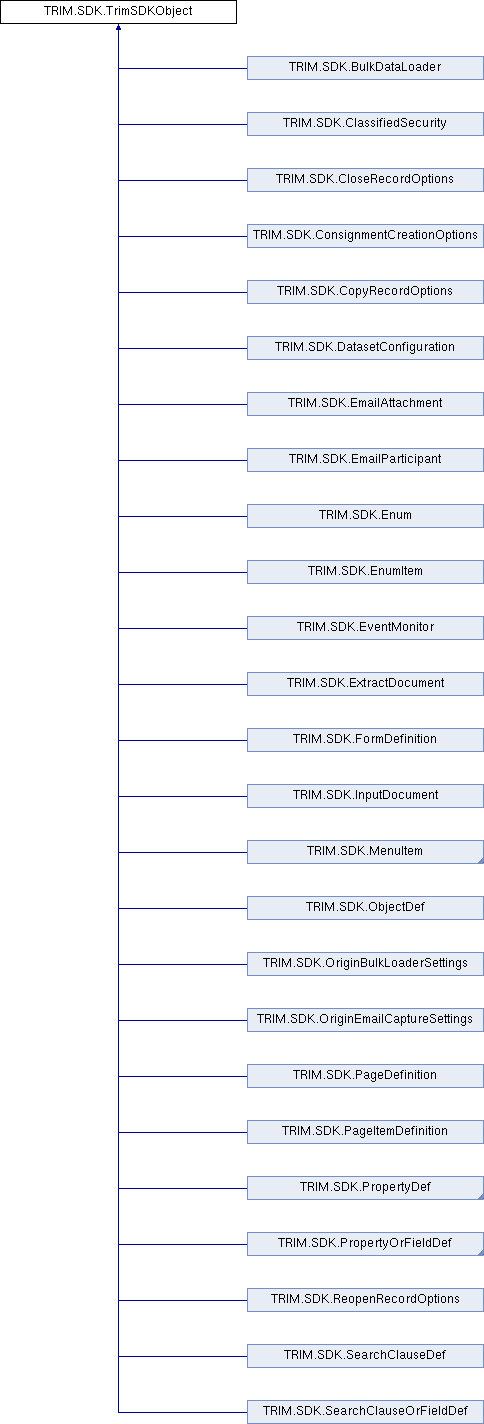 TRIM.SDK.TrimSDKObject
TRIM.SDK.BulkDataLoader
TRIM.SDK.ClassifiedSecurity
TRIM.SDK.CloseRecordOptions
TRIM.SDK.ConsignmentCreationOptions
TRIM.SDK.CopyRecordOptions
TRIM.SDK.DatasetConfiguration
TRIM.SDK.EmailAttachment
TRIM.SDK.EmailParticipant
TRIM.SDK.Enum
TRIM.SDK.EnumItem
TRIM.SDK.EventMonitor
TRIM.SDK.ExtractDocument
TRIM.SDK.FormDefinition
TRIM.SDK.InputDocument
TRIM.SDK.MenuItem
TRIM.SDK.ObjectDef
TRIM.SDK.OriginBulkLoaderSettings
TRIM.SDK.OriginEmailCaptureSettings
TRIM.SDK.PageDefinition
TRIM.SDK.PageItemDefinition
TRIM.SDK.PropertyDef
TRIM.SDK.PropertyOrFieldDef
TRIM.SDK.ReopenRecordOptions
TRIM.SDK.SearchClauseDef
TRIM.SDK.SearchClauseOrFieldDef